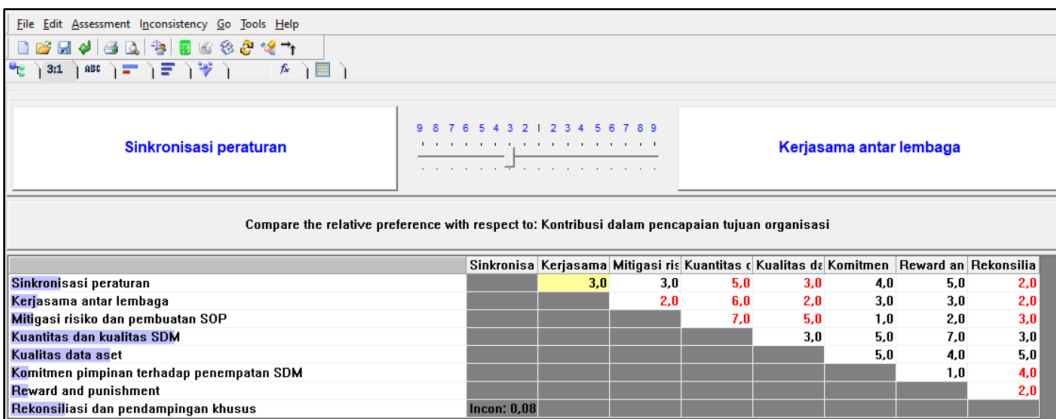 File Edit Assessment Inconsistency Go Tools Help
3:1 ABC fx
9 8 7 6 5 4 3 2 1 2 3 4 5 6 7 8 9
Sinkronisasi peraturan Kerjasama antar lembaga
Compare the relative preference with respect to: Kontribusi dalam pencapaian tujuan organisasi
Sinkronisa Kerjasama Mitigasi ris Kuantitas c Kualitas da Komitmen Reward an Rekonsilia
Sinkronisasi peraturan 3,0 3,0 5,0 3,0 4,0 5,0 2,0
Kerjasama antar lembaga 2,0 6,0 2,0 3,0 3,0 2,0
Mitigasi risiko dan pembuatan SOP 7,0 5,0 1,0 2,0 3,0
Kuantitas dan kualitas SDM 3,0 5,0 7,0 3,0
Kualitas data aset 5,0 4,0 5,0
Komitmen pimpinan terhadap penempatan SDM 1,0 4,0
Reward and punishment 2,0
Rekonsiliasi dan pendampingan khusus Incon: 0,08